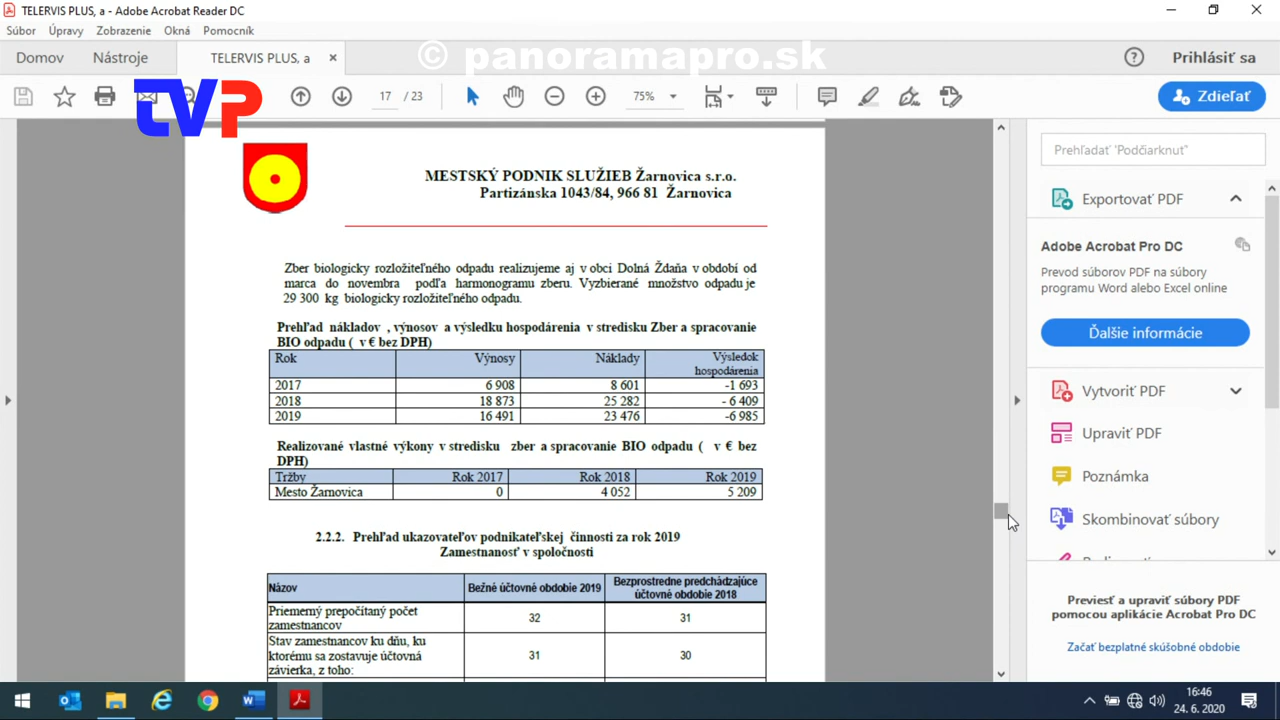 TELERVIS PLUS, a - Adobe Acrobat Reader DC
Súbor Úpravy Zobrazenie Okná Pomocník
© panoramapro.sk
Domov Nástroje TELERVIS PLUS, a × Prihlásiť sa
TVP
17 / 23 75% Zdieľať
MESTSKÝ PODNIK SLUŽIEB Žarnovica s.r.o.
Partizánska 1043/84, 966 81 Žarnovica
Zber biologicky rozložiteľného odpadu realizujeme aj v obci Dolná Ždaňa v období od
marca do novembra podľa harmonogramu zberu. Vyzbierané množstvo odpadu je
29 300 kg biologicky rozložiteľného odpadu.
Prehľad nákladov , výnosov a výsledku hospodárenia v stredisku Zber a spracovanie
BIO odpadu ( v € bez DPH)
Rok Výnosy Náklady Výsledok
hospodárenia
2017 6 908 8 601 -1 693
2018 18 873 25 282 - 6 409
2019 16 491 23 476 -6 985
Realizované vlastné výkony v stredisku zber a spracovanie BIO odpadu ( v € bez
DPH)
Tržby Rok 2017 Rok 2018 Rok 2019
Mesto Žarnovica 0 4 052 5 209
2.2.2. Prehľad ukazovateľov podnikateľskej činnosti za rok 2019
Zamestnanosť v spoločnosti
Názov Bežné účtovné obdobie 2019 Bezprostredne predchádzajúce
účtovné obdobie 2018
Priemerný prepočítaný počet
zamestnancov 32 31
Stav zamestnancov ku dňu, ku
ktorému sa zostavuje účtovná 31 30
závierka, z toho:
Prehľadať 'Podčiarknut'
Exportovať PDF
Adobe Acrobat Pro DC
Prevod súborov PDF na súbory
programu Word alebo Excel online
Ďalšie informácie
Vytvoriť PDF
Upraviť PDF
Poznámka
Skombinovať súbory
Previesť a upraviť súbory PDF
pomocou aplikácie Acrobat Pro DC
Začať bezplatné skúšobné obdobie
16:46
24. 6. 2020